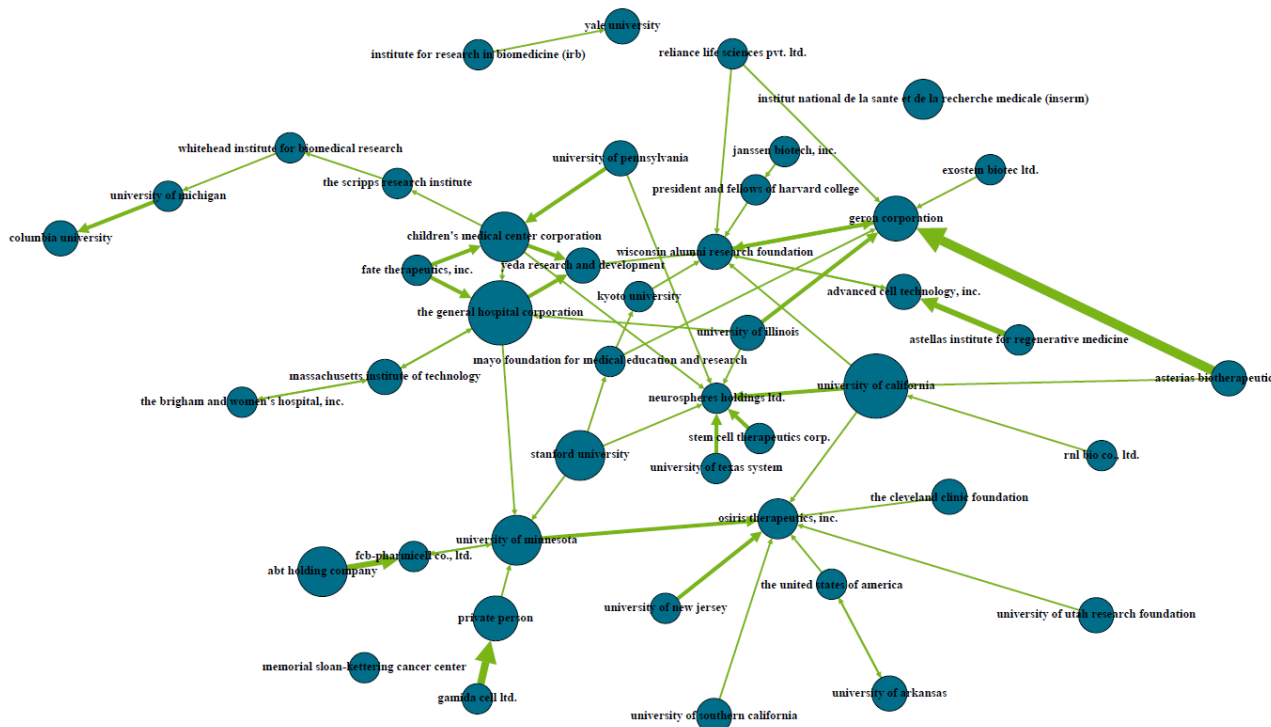 yale university
institute for research in biomedicine (irb)
reliance life sciences pvt. ltd.
institut national de la sante et de la recherche medicale (inserm)
whitehead institute for biomedical research
university of pennsylvania
janssen biotech, inc.
exostem biotec ltd.
the scripps research institute
president and fellows of harvard college
university of michigan
geron corporation
columbia university
children's medical center corporation
wisconsin alumni research foundation
fate therapeutics, inc.
yeda research and development
kyoto university
advanced cell technology, inc.
the general hospital corporation
university of illinois
astellas institute for regenerative medicine
mayo foundation for medical education and research
massachusetts institute of technology
university of california
asterias biotherapeutic
the brigham and women's hospital, inc.
neurospheres holdings ltd.
stem cell therapeutics corp.
stanford university
university of texas system
rnl bio co., ltd.
the cleveland clinic foundation
osiris therapeutics, inc.
university of minnesota
fcb-pharmicell co., ltd.
abt holding company
the united states of america
university of new jersey
university of utah research foundation
private person
memorial sloan-kettering cancer center
university of arkansas
gamida cell ltd.
university of southern california